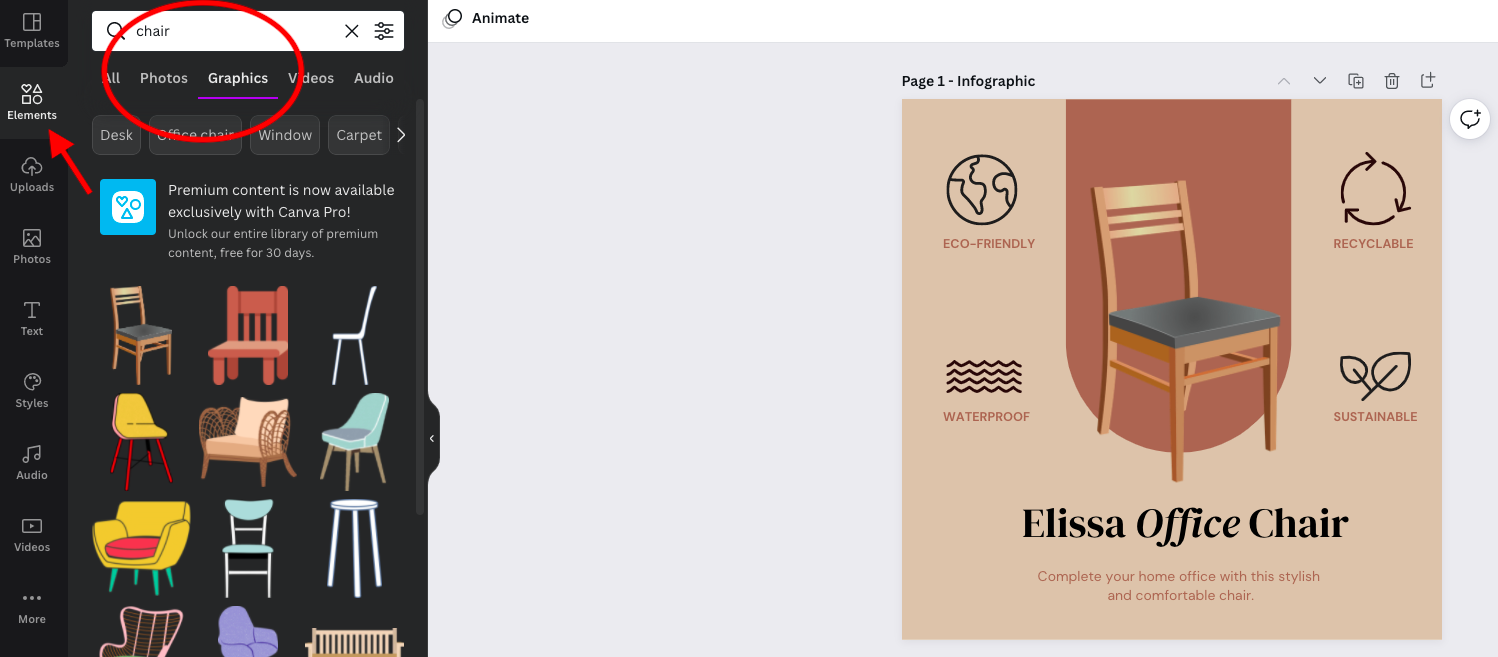 Templates
Elements
Uploads
Photos
Text
Styles
Audio
Videos
More
chair
All
Photos
Graphics
Videos
Audio
Desk
Office chair
Window
Carpet
Premium content is now available
exclusively with Canva Pro!
Unlock our entire library of premium
content, free for 30 days.
Animate
Page 1 - Infographic
ECO-FRIENDLY
RECYCLABLE
WATERPROOF
SUSTAINABLE
Elissa Office Chair
Complete your home office with this stylish
and comfortable chair.